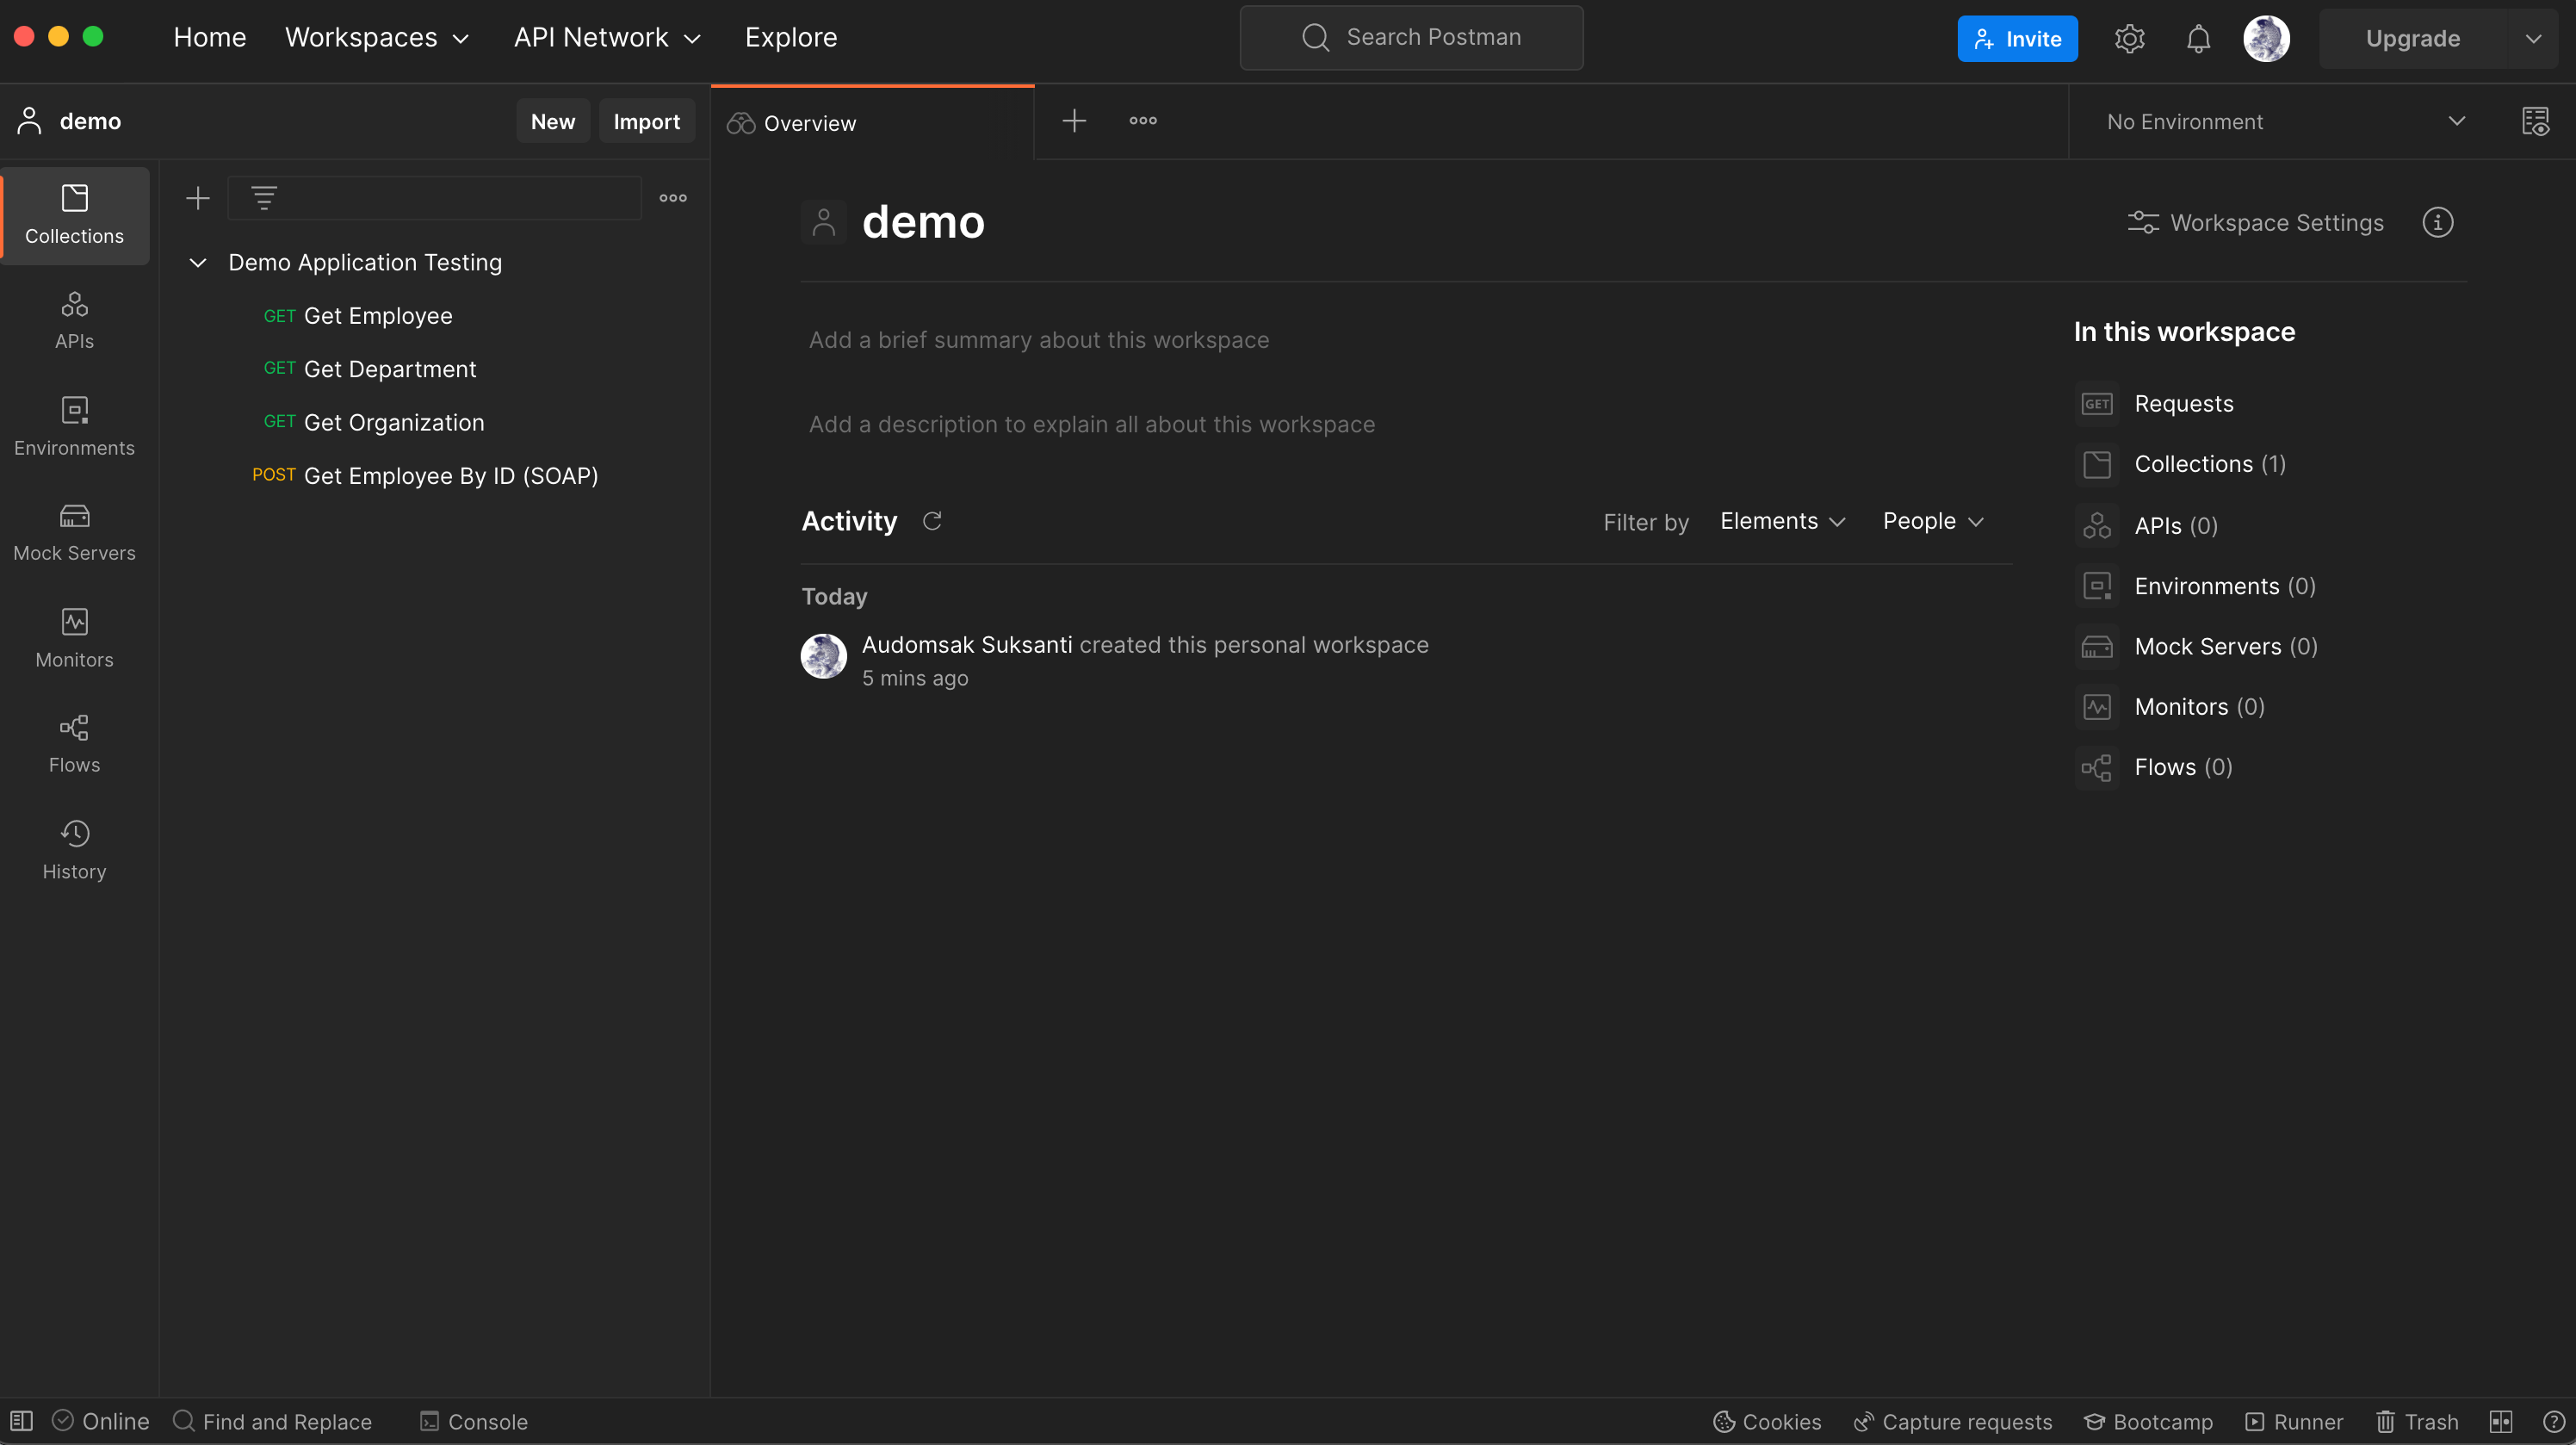 Home Workspaces API Network Explore Search Postman Invite Upgrade
demo New Import Overview No Environment
Collections
APIs
Environments
Mock Servers
Monitors
Flows
History
Demo Application Testing
GET Get Employee
GET Get Department
GET Get Organization
POST Get Employee By ID (SOAP)
demo
Workspace Settings
Add a brief summary about this workspace
Add a description to explain all about this workspace
Activity Filter by Elements People
Today
Audomsak Suksanti created this personal workspace
5 mins ago
In this workspace
GET Requests
Collections (1)
APIs (0)
Environments (0)
Mock Servers (0)
Monitors (0)
Flows (0)
Online Find and Replace Console Cookies Capture requests Bootcamp Runner Trash